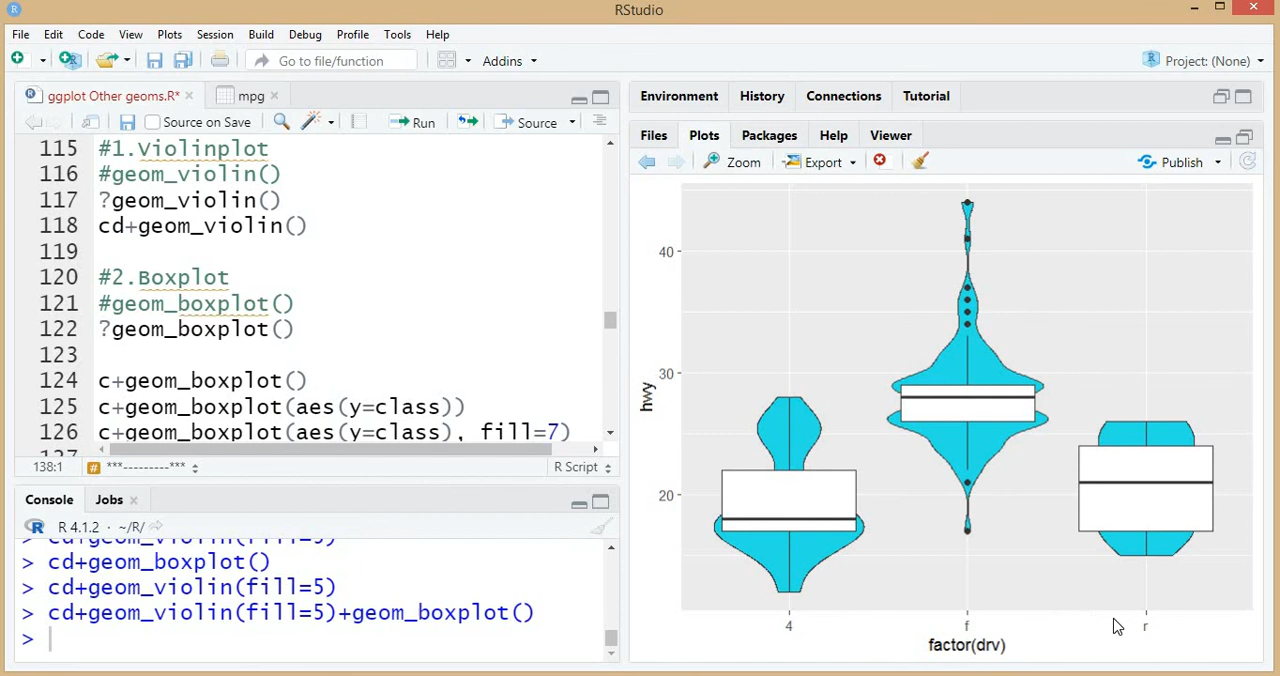 RStudio
File Edit Code View Plots Session Build Debug Profile Tools Help
Go to file/function Addins Project: (None)
ggplot Other geoms.R* mpg
Source on Save Run Source
115 #1.Violinplot
116 #geom_violin()
117 ?geom_violin()
118 cd+geom_violin()
119
120 #2.Boxplot
121 #geom_boxplot()
122 ?geom_boxplot()
123
124 c+geom_boxplot()
125 c+geom_boxplot(aes(y=class))
126 c+geom_boxplot(aes(y=class), fill=7)
138:1 ***---------*** R Script
Console Jobs
R 4.1.2 · ~/R/
> cd+geom_violin(fill=5)
> cd+geom_boxplot()
> cd+geom_violin(fill=5)
> cd+geom_violin(fill=5)+geom_boxplot()
>
Environment History Connections Tutorial
Files Plots Packages Help Viewer
Zoom Export Publish
40
30
20
hwy
4 f r
factor(drv)